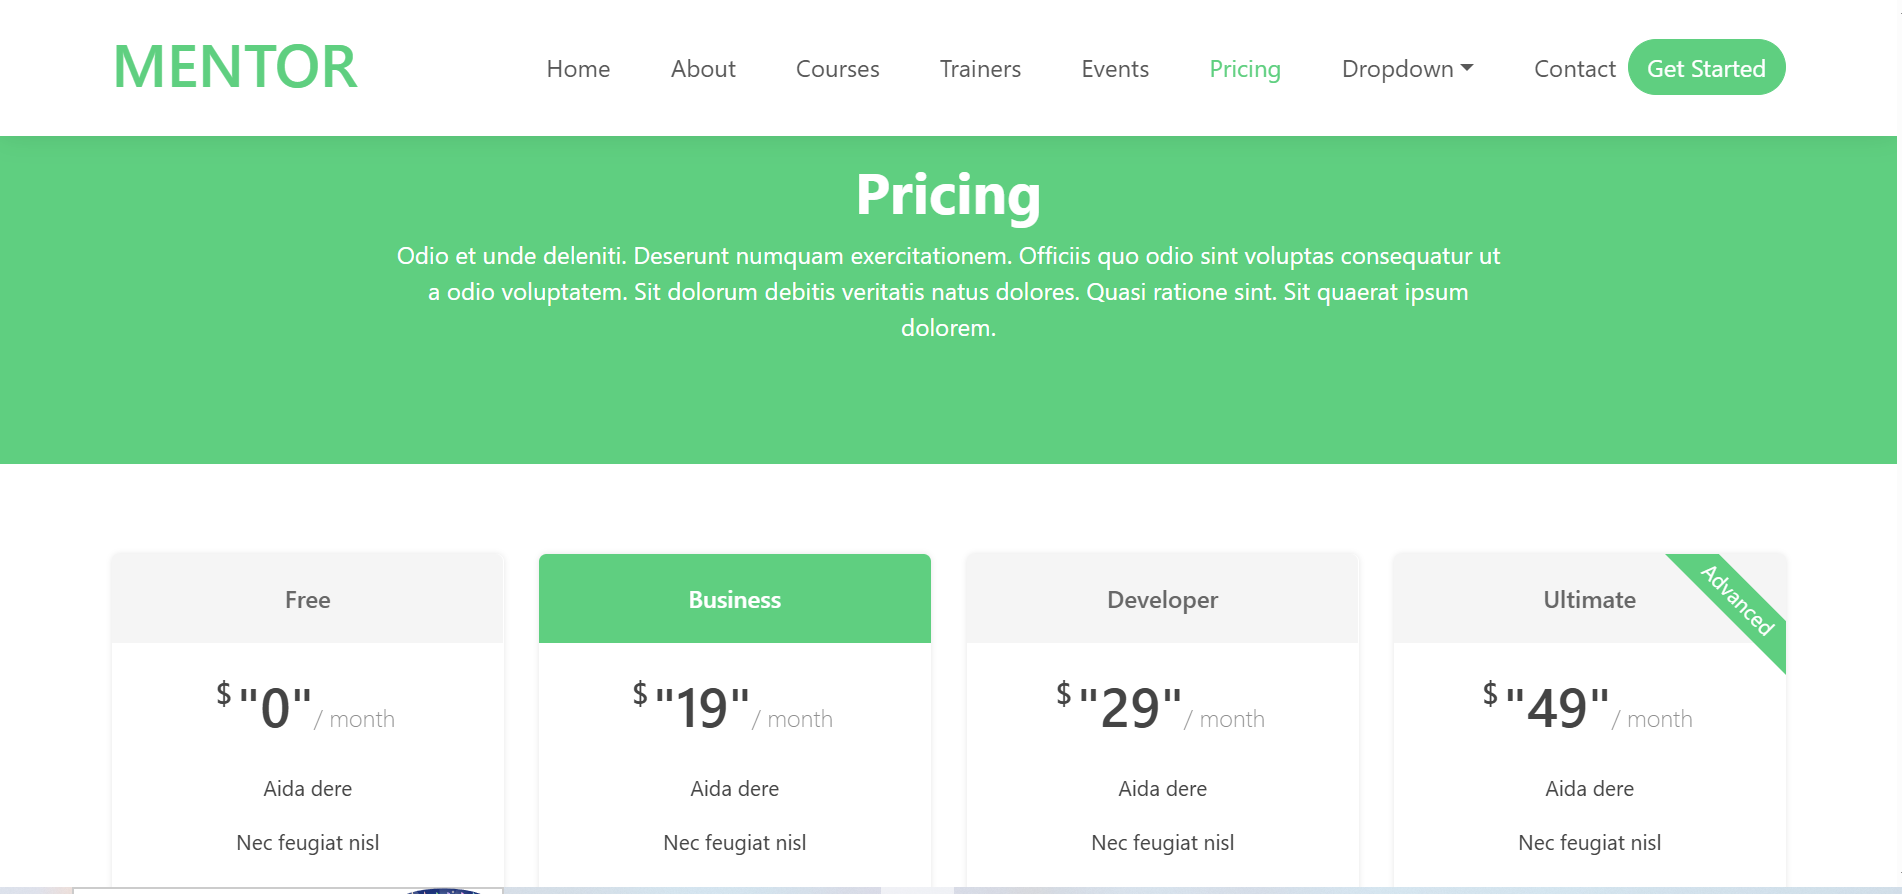 MENTOR
Home About Courses Trainers Events Pricing Dropdown Contact Get Started
Pricing
Odio et unde deleniti. Deserunt numquam exercitationem. Officiis quo odio sint voluptas consequatur ut
a odio voluptatem. Sit dolorum debitis veritatis natus dolores. Quasi ratione sint. Sit quaerat ipsum
dolorem.
Free
$"0"/ month
Aida dere
Nec feugiat nisl
Business
$"19"/ month
Aida dere
Nec feugiat nisl
Developer
$"29"/ month
Aida dere
Nec feugiat nisl
Ultimate
Advanced
$"49"/ month
Aida dere
Nec feugiat nisl